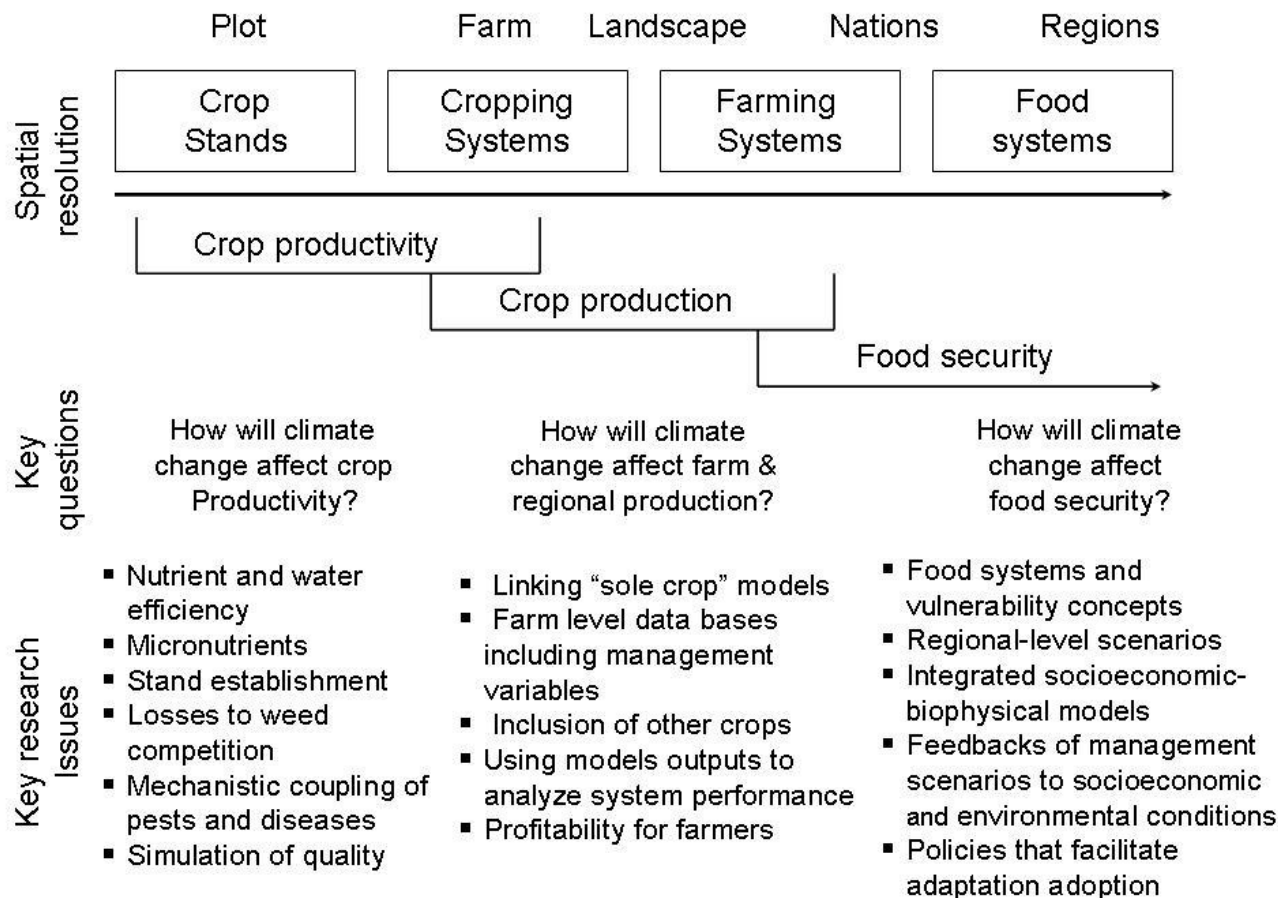 Plot Farm Landscape Nations Regions
Spatial
resolution
Crop
Stands
Cropping
Systems
Farming
Systems
Food
systems
Crop productivity
Crop production
Food security
Key
questions
How will climate
change affect crop
Productivity?
How will climate
change affect farm &
regional production?
How will climate
change affect
food security?
Key research
Issues
▪ Nutrient and water
efficiency
▪ Micronutrients
▪ Stand establishment
▪ Losses to weed
competition
▪ Mechanistic coupling of
pests and diseases
▪ Simulation of quality
▪ Linking “sole crop” models
▪ Farm level data bases
including management
variables
▪ Inclusion of other crops
▪ Using models outputs to
analyze system performance
▪ Profitability for farmers
▪ Food systems and
vulnerability concepts
▪ Regional-level scenarios
▪ Integrated socioeconomic-
biophysical models
▪ Feedbacks of management
scenarios to socioeconomic
and environmental conditions
▪ Policies that facilitate
adaptation adoption